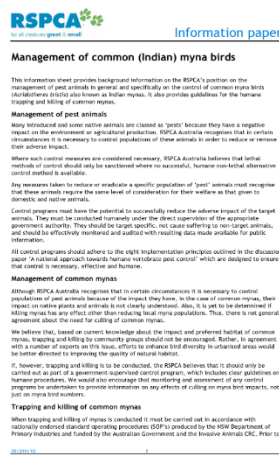 RSPCA
for all creatures great & small
Information paper
Management of common (Indian) myna birds
This information sheet provides background information on the RSPCA's position on the
management of pest animals in general and specifically on the control of common myna birds
(Acridotheres tristis) also known as Indian mynas. It also provides guidelines for the humane
trapping and killing of common mynas.
Management of pest animals
Many introduced and some native animals are classed as 'pests' because they have a negative
impact on the environment or agricultural production. RSPCA Australia recognises that in certain
circumstances it is necessary to control populations of these animals in order to reduce or remove
their adverse impact.
Where such control measures are considered necessary, RSPCA Australia believes that lethal
methods of control should only be sanctioned where no successful, humane non-lethal alternative
control method is available.
Any measures taken to reduce or eradicate a specific population of 'pest' animals must recognise
that these animals require the same level of consideration for their welfare as that given to
domestic and native animals.
Control programs must have the potential to successfully reduce the adverse impact of the target
animals. They must be conducted humanely under the direct supervision of the appropriate
government authority. They should be target specific, not cause suffering to non-target animals,
and should be effectively monitored and audited with resulting data made available for public
information.
All control programs should adhere to the eight implementation principles outlined in the discussion
paper 'A national approach towards humane vertebrate pest control' which are designed to ensure
that control is necessary, effective and humane.
Management of common mynas
Although RSPCA Australia recognises that in certain circumstances it is necessary to control
populations of pest animals because of the impact they have, in the case of common mynas, their
impact on native plants and animals is not clearly understood. Also, it is yet to be determined if
killing mynas has any effect other than reducing local myna populations. Thus, there is no general
agreement about the need for culling of common mynas.
We believe that, based on current knowledge about the impact and preferred habitat of common
mynas, trapping and killing by community groups should not be encouraged. Rather, in agreement
with a number of experts on this issue, efforts to enhance bird diversity in urbanised areas would
be better directed to improving the quality of natural habitat.
If, however, trapping and killing is to be conducted, the RSPCA believes that it should only be
carried out as part of a government-supervised control program, which includes clear guidelines on
humane procedures. We would also encourage that monitoring and assessment of any control
programs be undertaken to provide information on any effects of culling on myna bird impacts, not
just on myna bird numbers.
Trapping and killing of common mynas
When trapping and killing of mynas is conducted it must be carried out in accordance with
nationally endorsed standard operating procedures (SOP's) produced by the NSW Department of
Primary Industries and funded by the Australian Government and the Invasive Animals CRC. Prior to
1